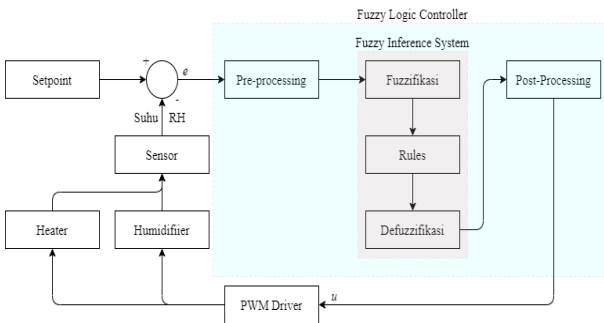 Fuzzy Logic Controller
Fuzzy Inference System
+
e
Setpoint
Pre-processing
Fuzzifikasi
Post-Processing
-
Suhu RH
Sensor
Rules
Heater
Humidifiier
Defuzzifikasi
PWM Driver
u